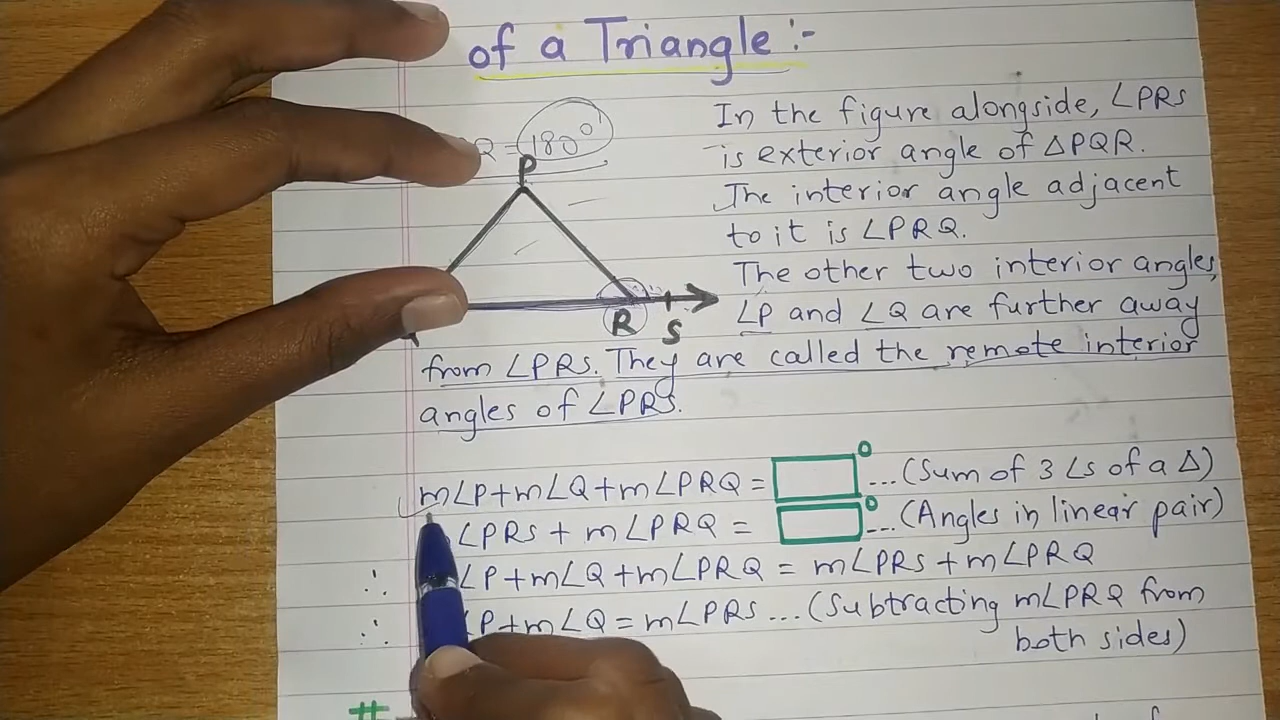 of a Triangle :-
R = 180°
P
R
S
In the figure alongside, ∠PRS
is exterior angle of ΔPQR.
The interior angle adjacent
to it is ∠PRQ.
The other two interior angles,
∠P and ∠Q are further away
from ∠PRS. They are called the remote interior
angles of ∠PRS.
m∠P+m∠Q+m∠PRQ = ° ... (Sum of 3 ∠s of a Δ)
∠PRS + m∠PRQ = ° ... (Angles in linear pair)
∴ ∠P+m∠Q+m∠PRQ = m∠PRS + m∠PRQ
∴ ∠P+m∠Q = m∠PRS ... (Subtracting m∠PRQ from
both sides)
#